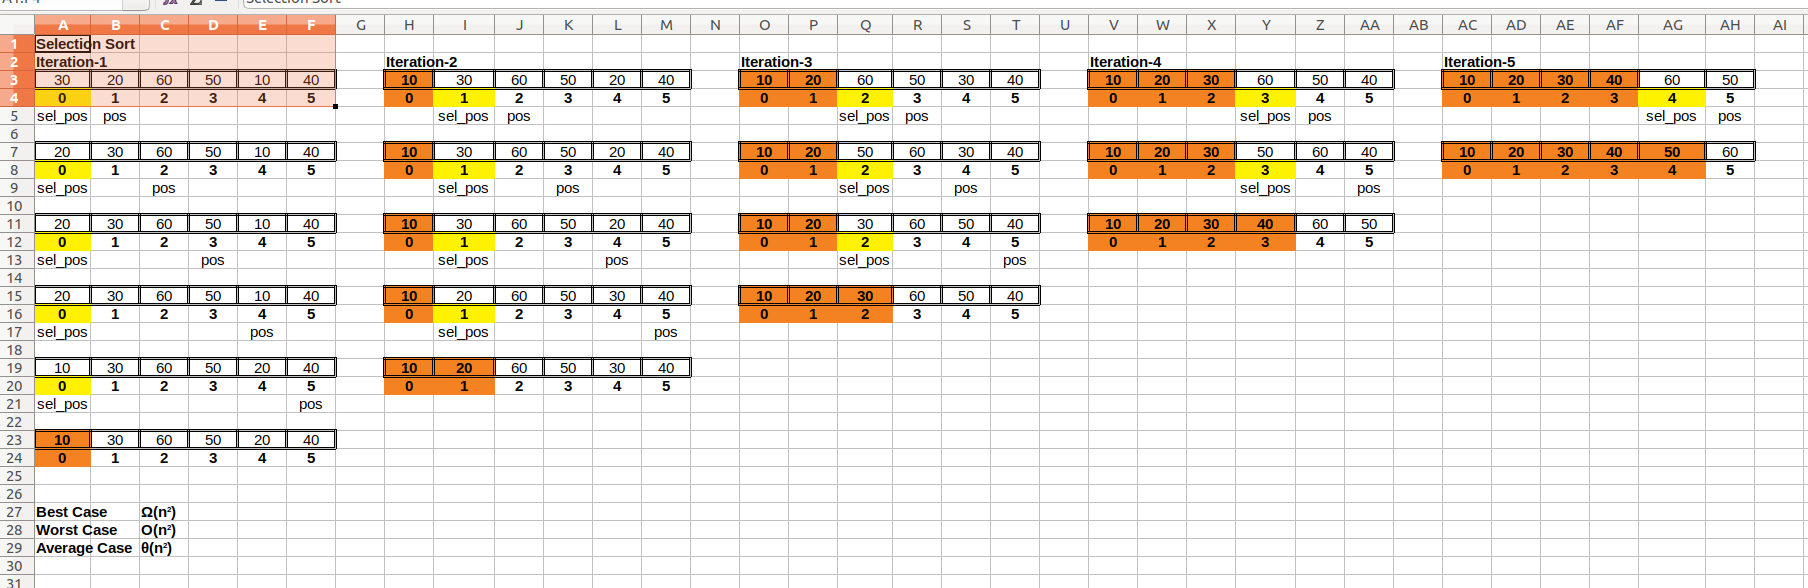 A B C D E F G H I J K L M N O P Q R S T U V W X Y Z AA AB AC AD AE AF AG AH AI
1 Selection Sort
2 Iteration-1 Iteration-2 Iteration-3 Iteration-4 Iteration-5
3 30 20 60 50 10 40 10 30 60 50 20 40 10 20 60 50 30 40 10 20 30 60 50 40 10 20 30 40 60 50
4 0 1 2 3 4 5 0 1 2 3 4 5 0 1 2 3 4 5 0 1 2 3 4 5 0 1 2 3 4 5
5 sel_pos pos sel_pos pos sel_pos pos sel_pos pos sel_pos pos
6
7 20 30 60 50 10 40 10 30 60 50 20 40 10 20 50 60 30 40 10 20 30 50 60 40 10 20 30 40 50 60
8 0 1 2 3 4 5 0 1 2 3 4 5 0 1 2 3 4 5 0 1 2 3 4 5 0 1 2 3 4 5
9 sel_pos pos sel_pos pos sel_pos pos sel_pos pos
10
11 20 30 60 50 10 40 10 30 60 50 20 40 10 20 30 60 50 40 10 20 30 40 60 50
12 0 1 2 3 4 5 0 1 2 3 4 5 0 1 2 3 4 5 0 1 2 3 4 5
13 sel_pos pos sel_pos pos sel_pos pos
14
15 20 30 60 50 10 40 10 20 60 50 30 40 10 20 30 60 50 40
16 0 1 2 3 4 5 0 1 2 3 4 5 0 1 2 3 4 5
17 sel_pos pos sel_pos pos
18
19 10 30 60 50 20 40 10 20 60 50 30 40
20 0 1 2 3 4 5 0 1 2 3 4 5
21 sel_pos pos
22
23 10 30 60 50 20 40
24 0 1 2 3 4 5
25
26
27 Best Case Ω(n²)
28 Worst Case O(n²)
29 Average Case θ(n²)
30
31